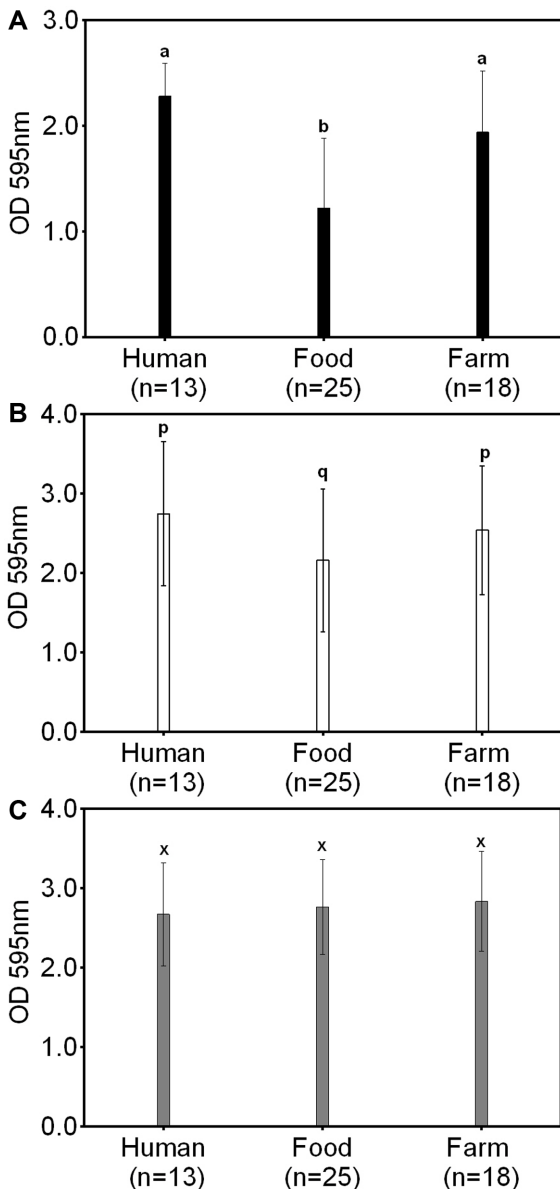 A
3.0
a
a
b
2.0
1.0
0.0
OD 595nm
Human Food Farm
(n=13) (n=25) (n=18)
B
4.0
p
q
p
3.0
2.0
1.0
0.0
OD 595nm
Human Food Farm
(n=13) (n=25) (n=18)
C
4.0
x
x
x
3.0
2.0
1.0
0.0
OD 595nm
Human Food Farm
(n=13) (n=25) (n=18)